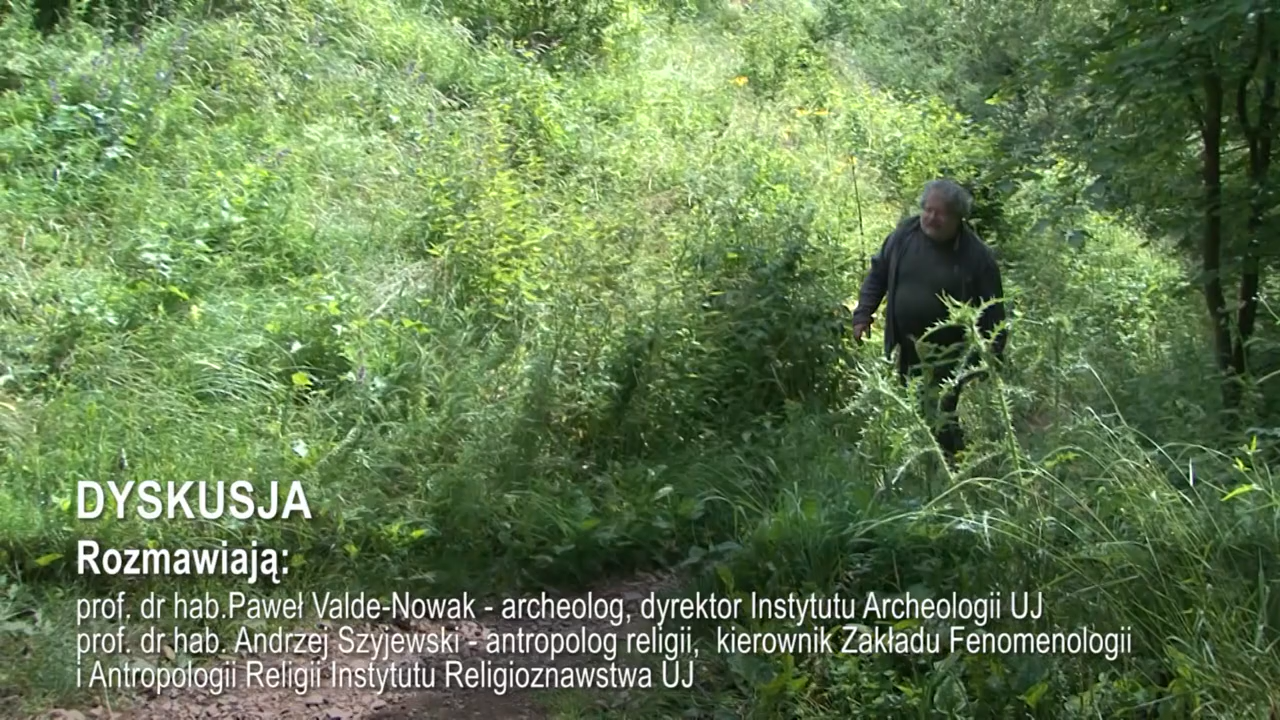 DYSKUSJA
Rozmawiają:
prof. dr hab.Paweł Valde-Nowak - archeolog, dyrektor Instytutu Archeologii UJ
prof. dr hab. Andrzej Szyjewski - antropolog religii, kierownik Zakładu Fenomenologii
i Antropologii Religii Instytutu Religioznawstwa UJ